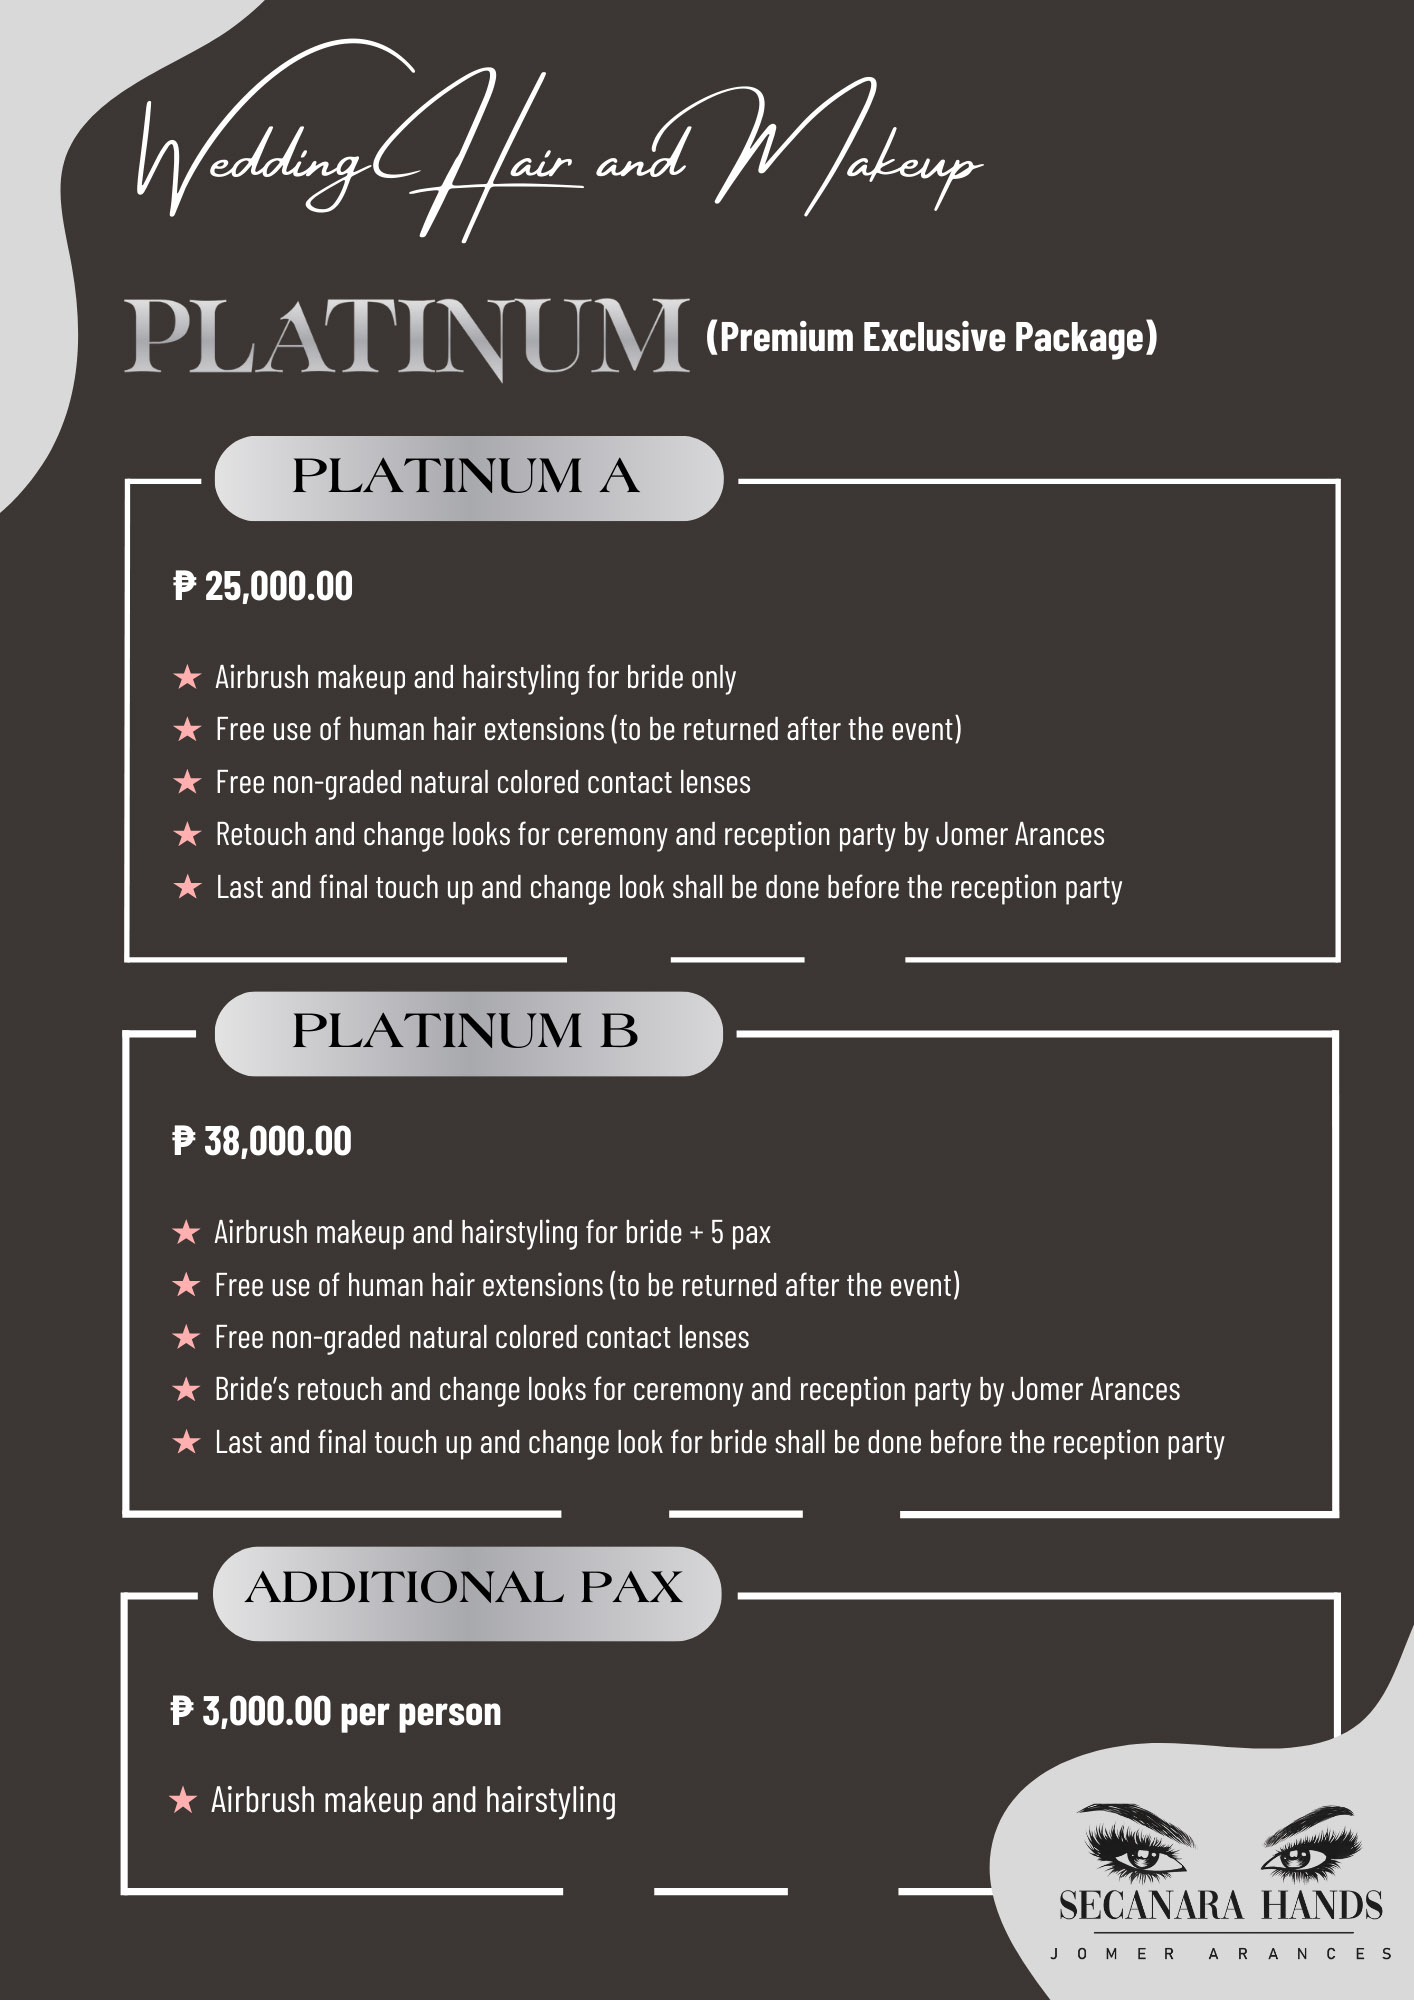 Wedding Hair and Makeup
PLATINUM (Premium Exclusive Package)
PLATINUM A
₱ 25,000.00
★ Airbrush makeup and hairstyling for bride only
★ Free use of human hair extensions (to be returned after the event)
★ Free non-graded natural colored contact lenses
★ Retouch and change looks for ceremony and reception party by Jomer Arances
★ Last and final touch up and change look shall be done before the reception party
PLATINUM B
₱ 38,000.00
★ Airbrush makeup and hairstyling for bride + 5 pax
★ Free use of human hair extensions (to be returned after the event)
★ Free non-graded natural colored contact lenses
★ Bride’s retouch and change looks for ceremony and reception party by Jomer Arances
★ Last and final touch up and change look for bride shall be done before the reception party
ADDITIONAL PAX
₱ 3,000.00 per person
★ Airbrush makeup and hairstyling
SECANARA HANDS
JOMER ARANCES